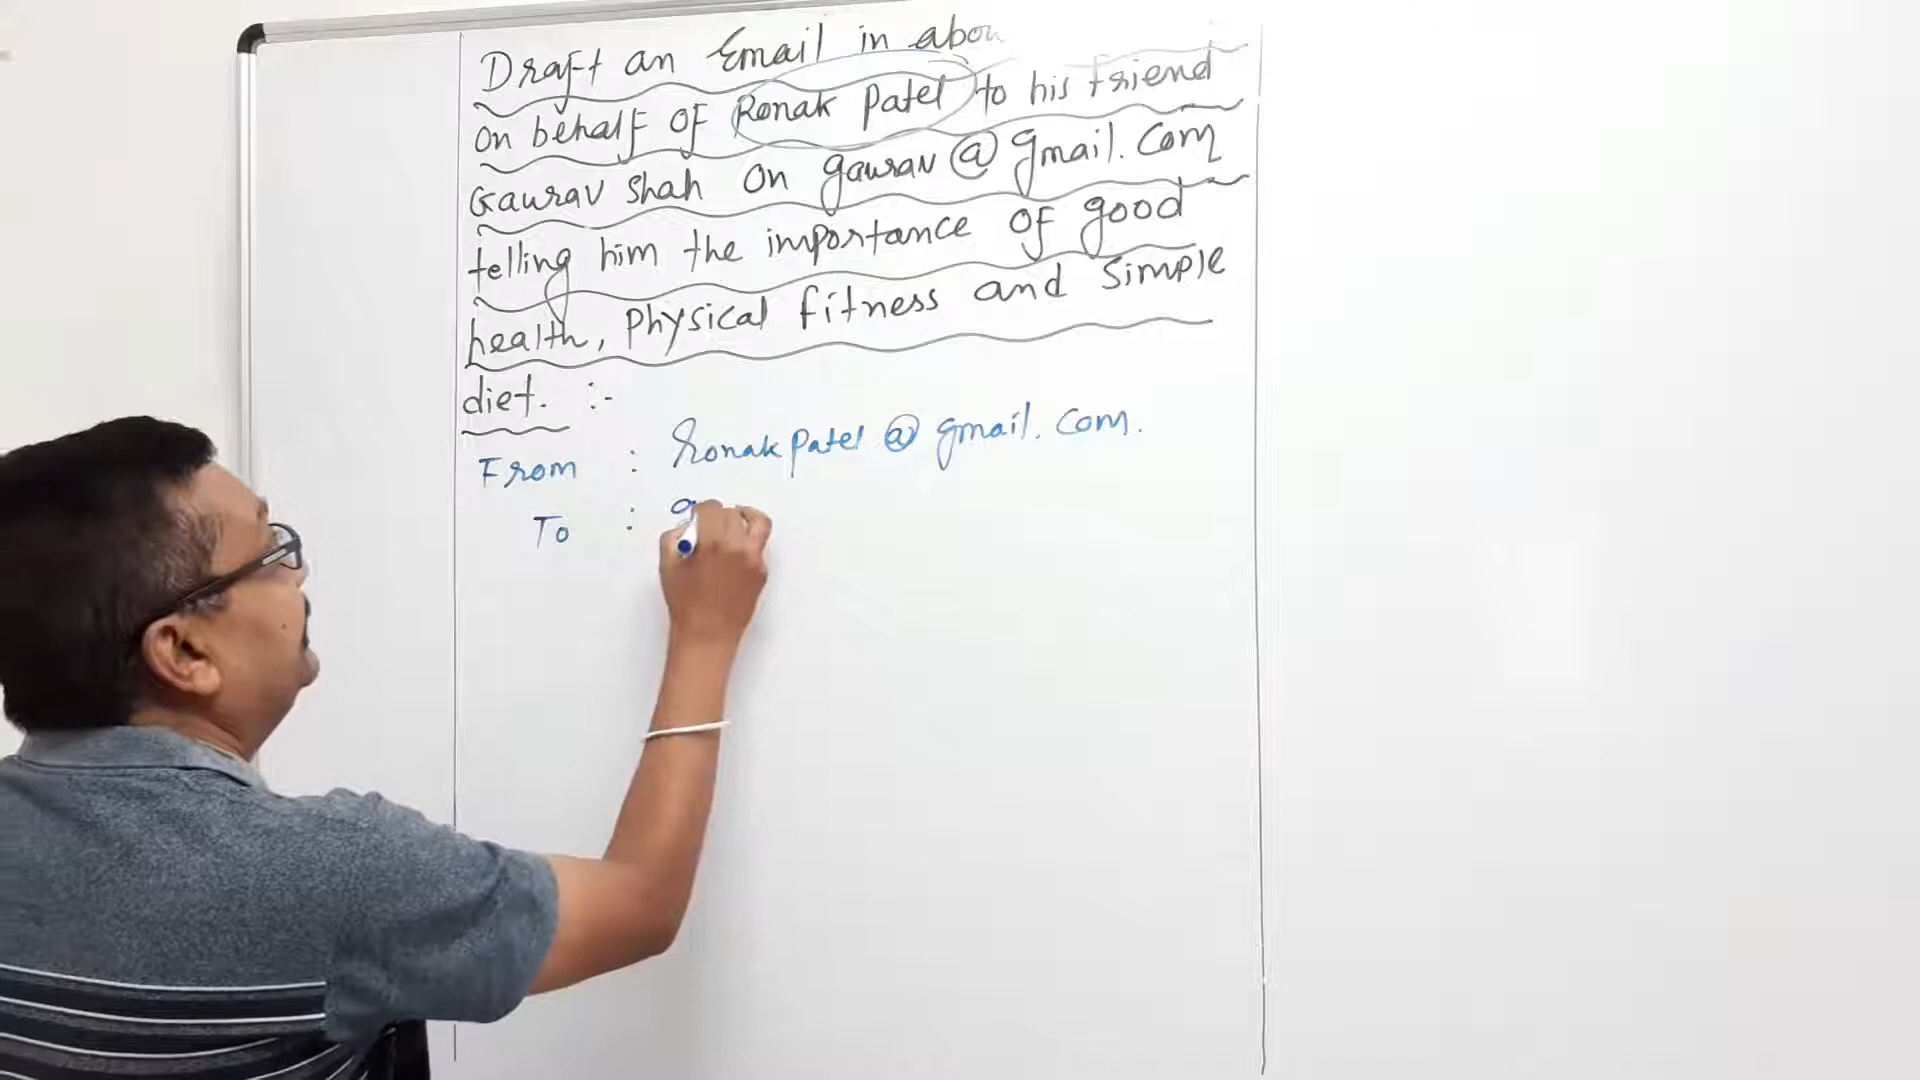 Draft an Email in
on behalf of Ronak Patel to his friend
Gaurav Shah on gaurav@gmail.com
telling him the importance of good
health, Physical fitness and simple
diet. :-
From : ronakpatel@gmail.com.
To : g